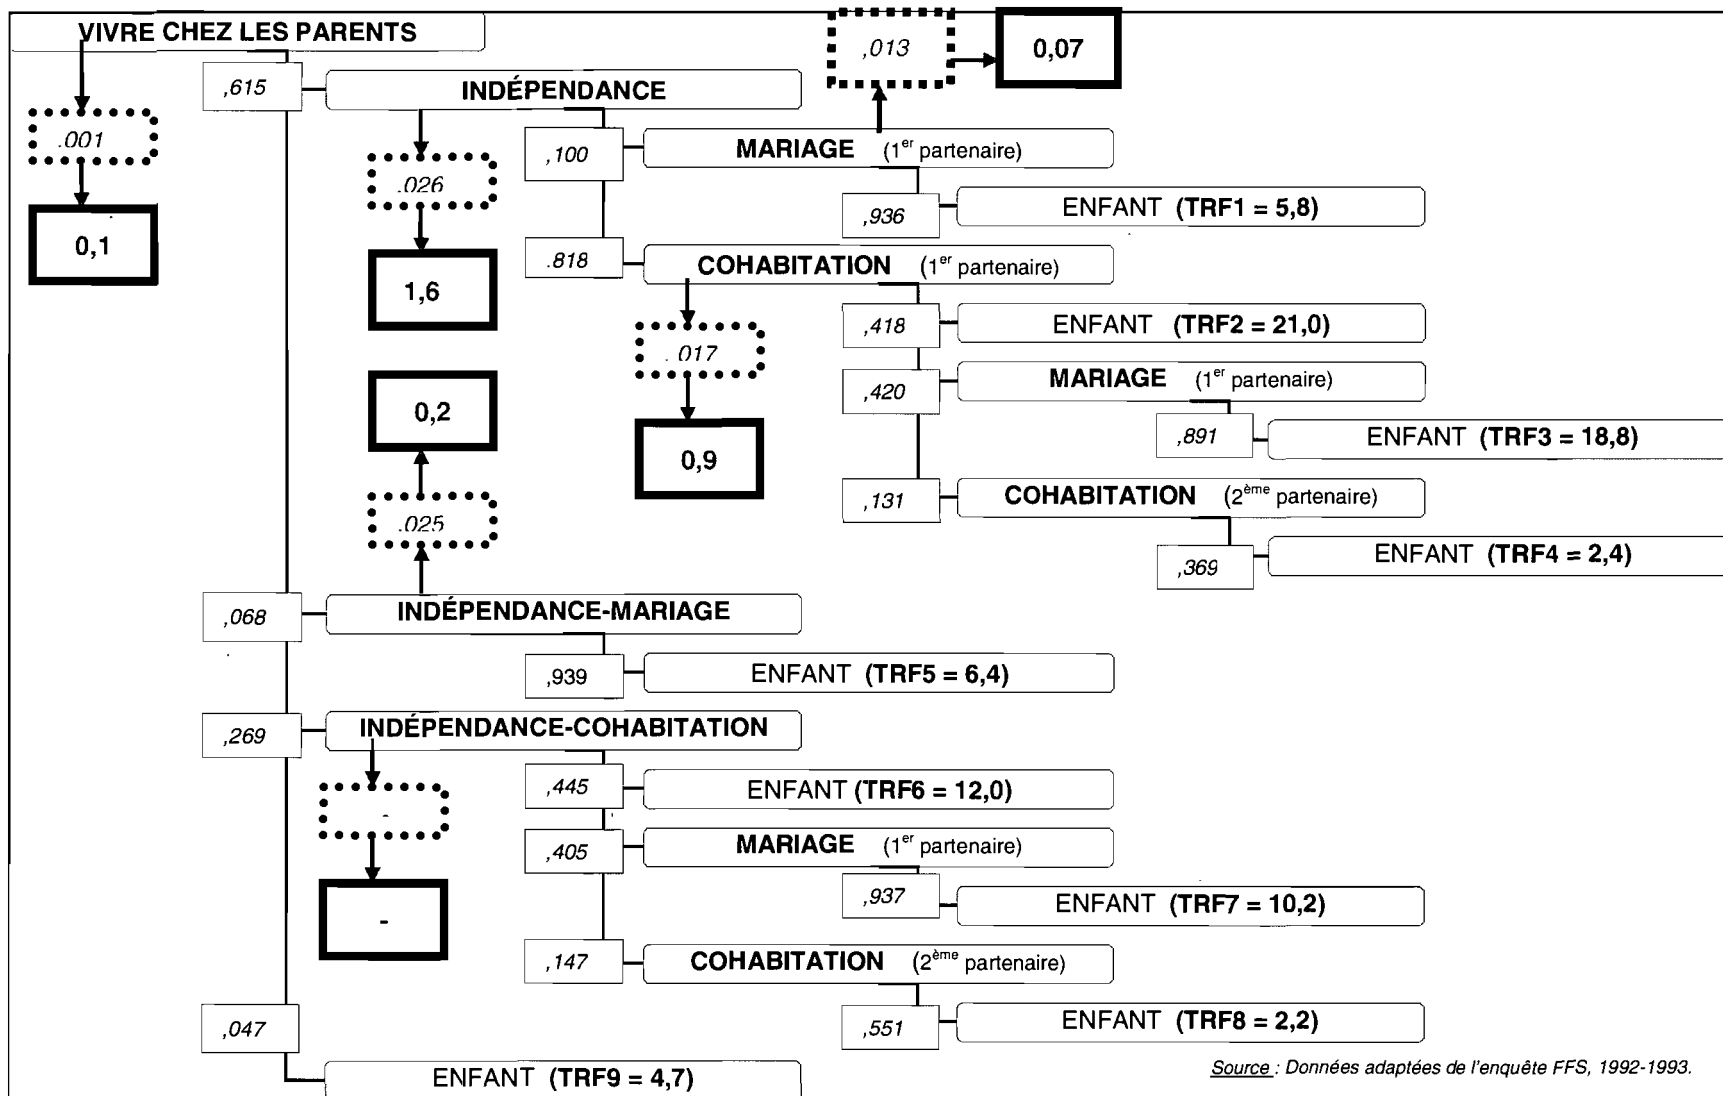 VIVRE CHEZ LES PARENTS
,013
0,07
,615
INDÉPENDANCE
.001
,100
MARIAGE (1er partenaire)
.026
,936
ENFANT (TRF1 = 5,8)
0,1
.818
COHABITATION (1er partenaire)
1,6
,418
ENFANT (TRF2 = 21,0)
.017
,420
MARIAGE (1er partenaire)
0,2
,891
ENFANT (TRF3 = 18,8)
0,9
,131
COHABITATION (2ème partenaire)
.025
,369
ENFANT (TRF4 = 2,4)
,068
INDÉPENDANCE-MARIAGE
,939
ENFANT (TRF5 = 6,4)
,269
INDÉPENDANCE-COHABITATION
,445
ENFANT (TRF6 = 12,0)
-
,405
MARIAGE (1er partenaire)
,937
ENFANT (TRF7 = 10,2)
-
,147
COHABITATION (2ème partenaire)
,551
ENFANT (TRF8 = 2,2)
,047
ENFANT (TRF9 = 4,7)
Source : Données adaptées de l'enquête FFS, 1992-1993.